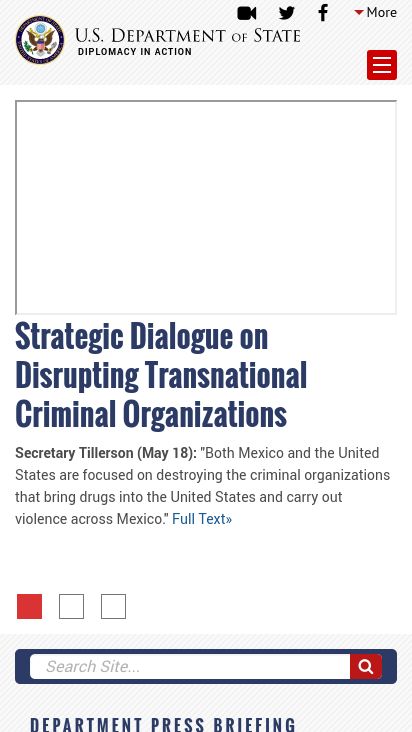 More
U.S. DEPARTMENT OF STATE
DIPLOMACY IN ACTION
Strategic Dialogue on
Disrupting Transnational
Criminal Organizations
Secretary Tillerson (May 18): "Both Mexico and the United
States are focused on destroying the criminal organizations
that bring drugs into the United States and carry out
violence across Mexico." Full Text»
Search Site...
DEPARTMENT PRESS BRIEFING